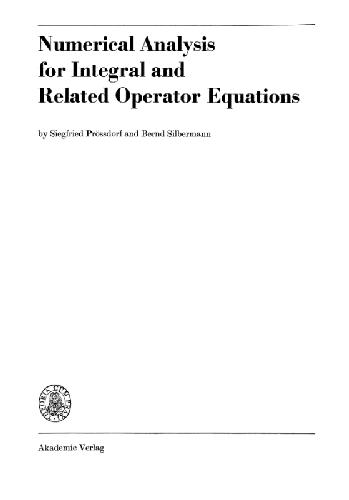 Numerical Analysis
for Integral and
Related Operator Equations
by Siegfried Prössdorf and Bernd Silbermann
Akademie Verlag